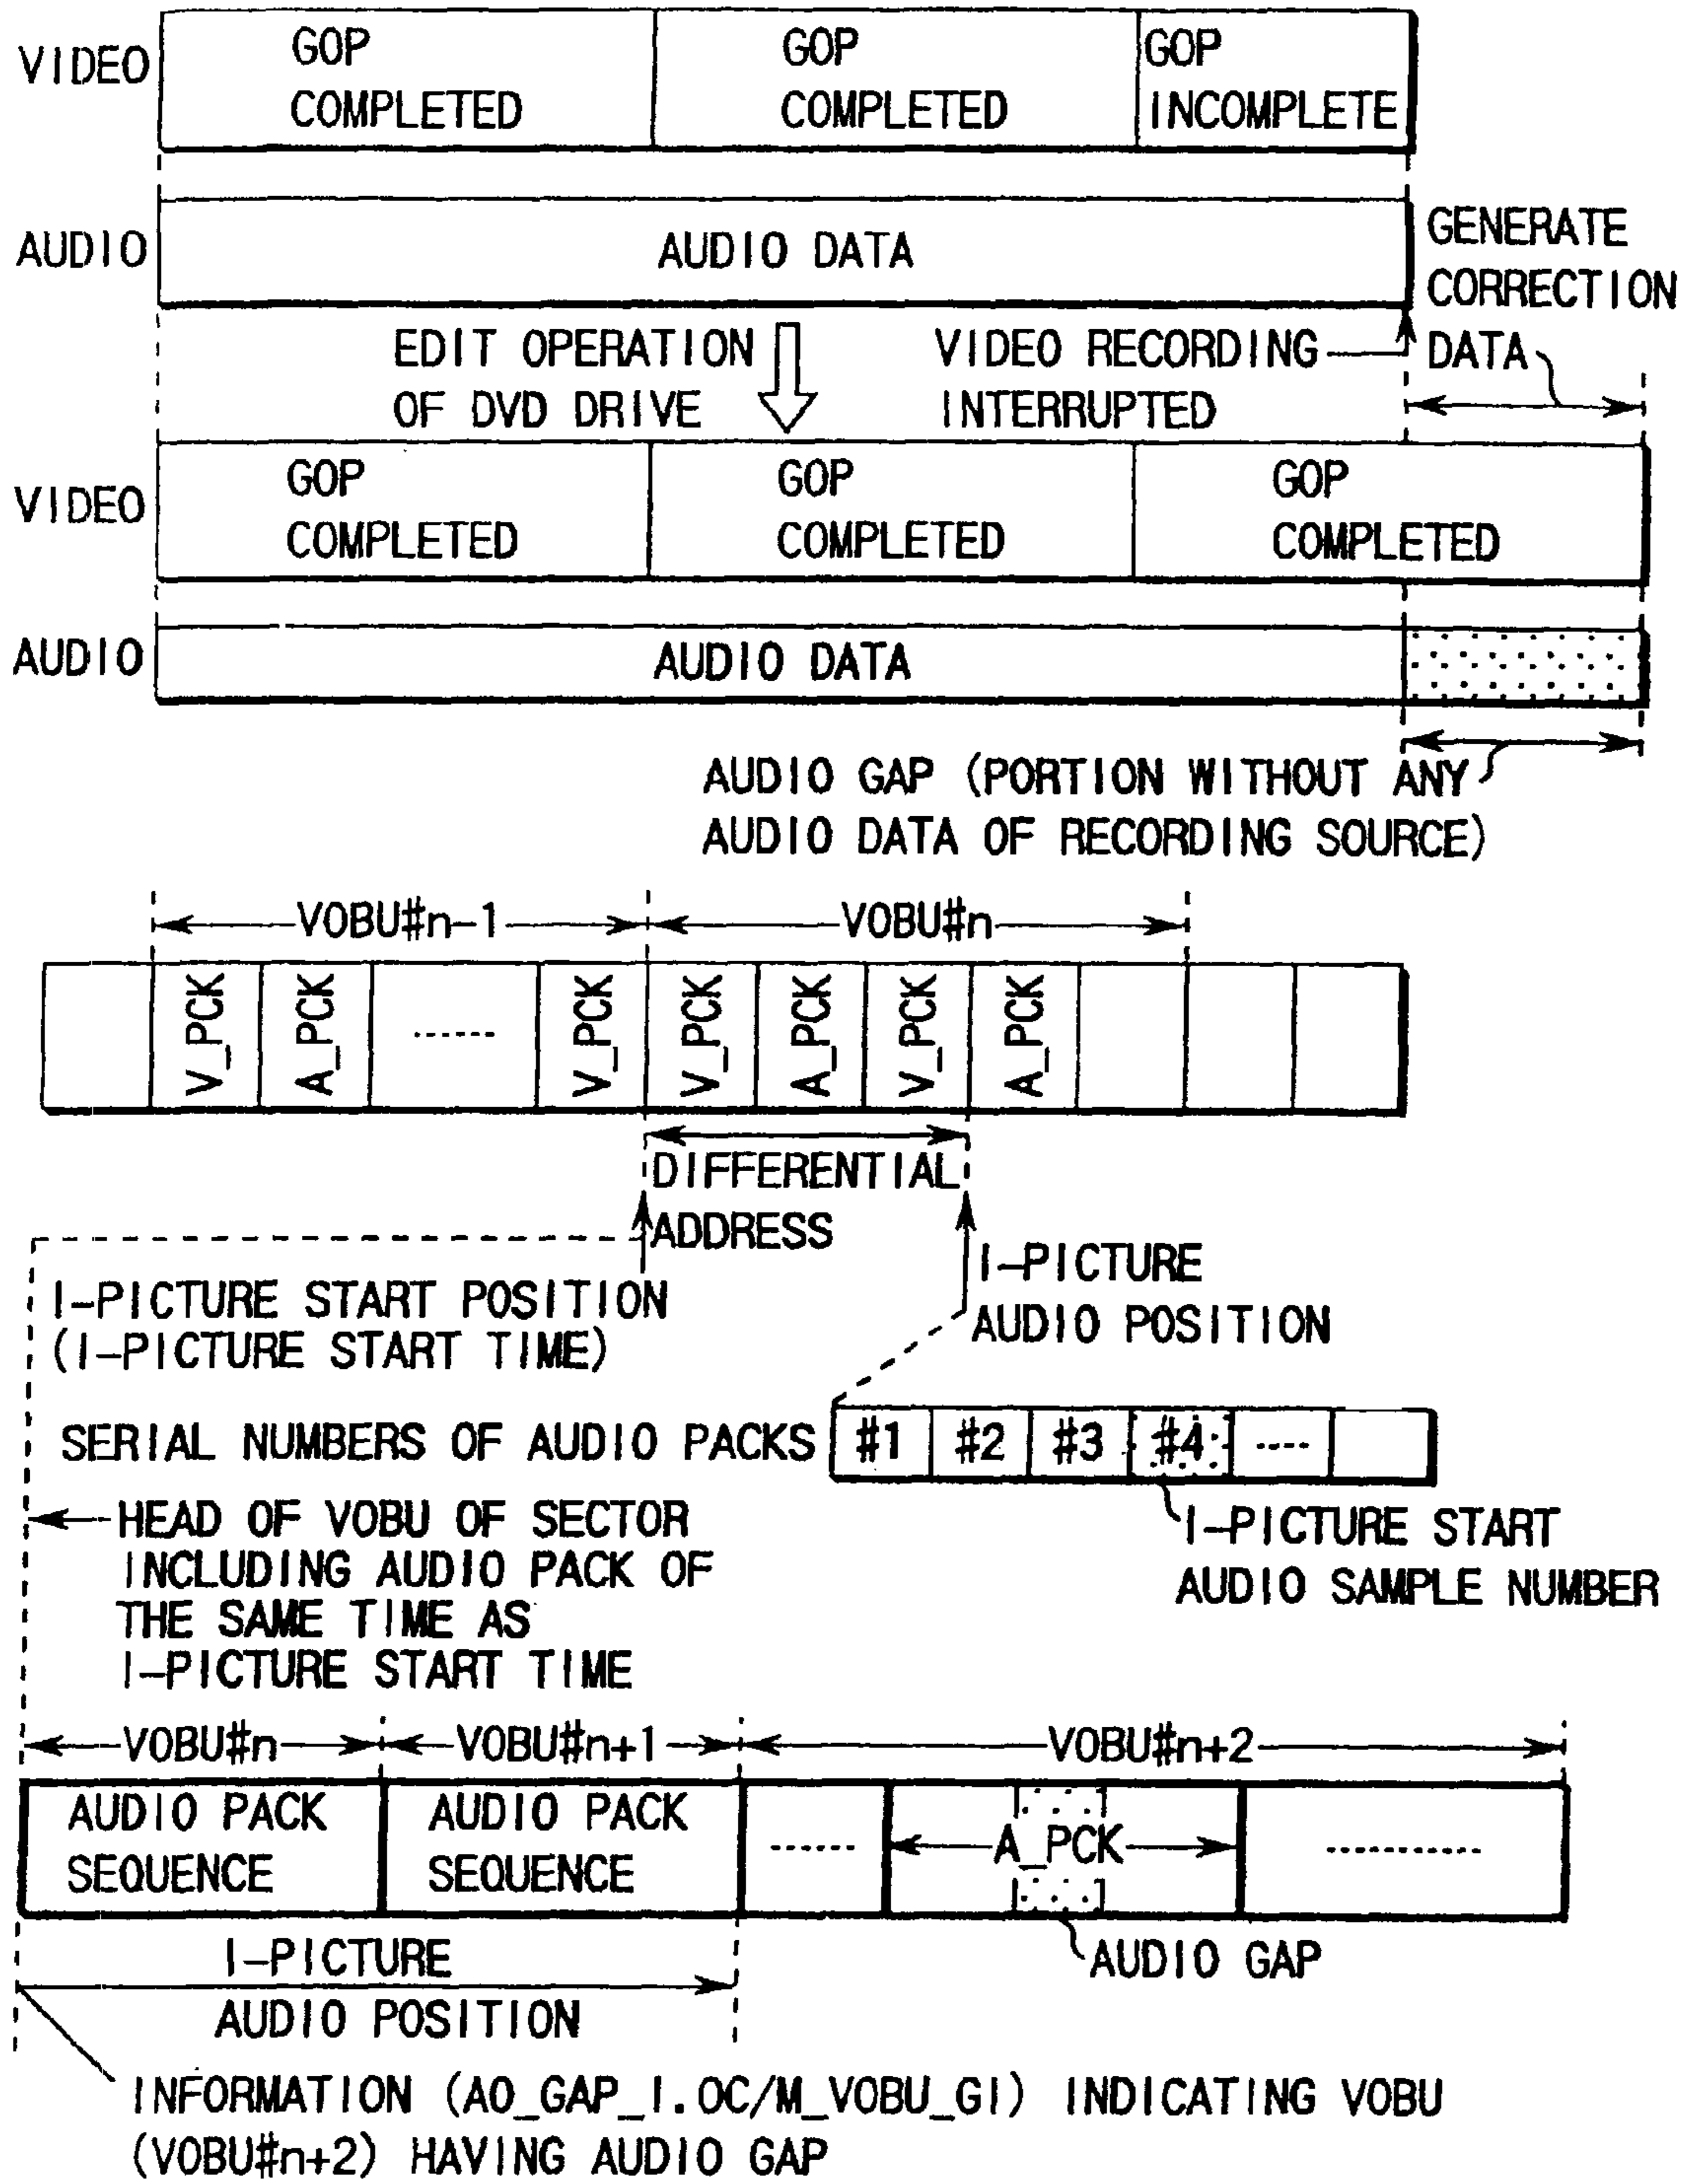 VIDEO
GOP COMPLETED
GOP COMPLETED
GOP INCOMPLETE
AUDIO
AUDIO DATA
GENERATE
CORRECTION
DATA
EDIT OPERATION
OF DVD DRIVE
VIDEO RECORDING
INTERRUPTED
VIDEO
GOP COMPLETED
GOP COMPLETED
GOP COMPLETED
AUDIO
AUDIO DATA
AUDIO GAP (PORTION WITHOUT ANY
AUDIO DATA OF RECORDING SOURCE)
VOBU#n-1
VOBU#n
V_PCK
A_PCK
------
V_PCK
V_PCK
A_PCK
V_PCK
A_PCK
DIFFERENTIAL
ADDRESS
I-PICTURE START POSITION
(I-PICTURE START TIME)
I-PICTURE
AUDIO POSITION
SERIAL NUMBERS OF AUDIO PACKS
#1 #2 #3 #4 ----
I-PICTURE START
AUDIO SAMPLE NUMBER
HEAD OF VOBU OF SECTOR
INCLUDING AUDIO PACK OF
THE SAME TIME AS
I-PICTURE START TIME
VOBU#n
VOBU#n+1
VOBU#n+2
AUDIO PACK
SEQUENCE
AUDIO PACK
SEQUENCE
------
A_PCK
----------
AUDIO GAP
I-PICTURE
AUDIO POSITION
INFORMATION (A0_GAP_I.OC/M_VOBU_GI) INDICATING VOBU
(VOBU#n+2) HAVING AUDIO GAP